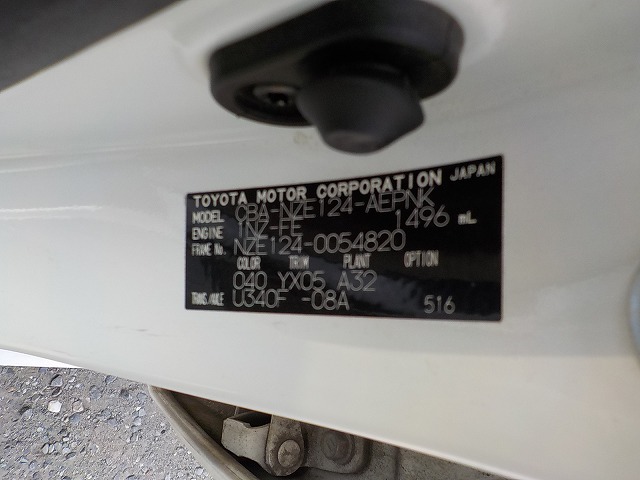 TOYOTA MOTOR CORPORATION JAPAN
MODEL CBA-NZE124-AEPNK
ENGINE 1NZ-FE 1496 mL
FRAME No. NZE124-0054820
COLOR TRIM PLANT OPTION
040 YX05 A32
TRANS/AXLE U340F -08A 516